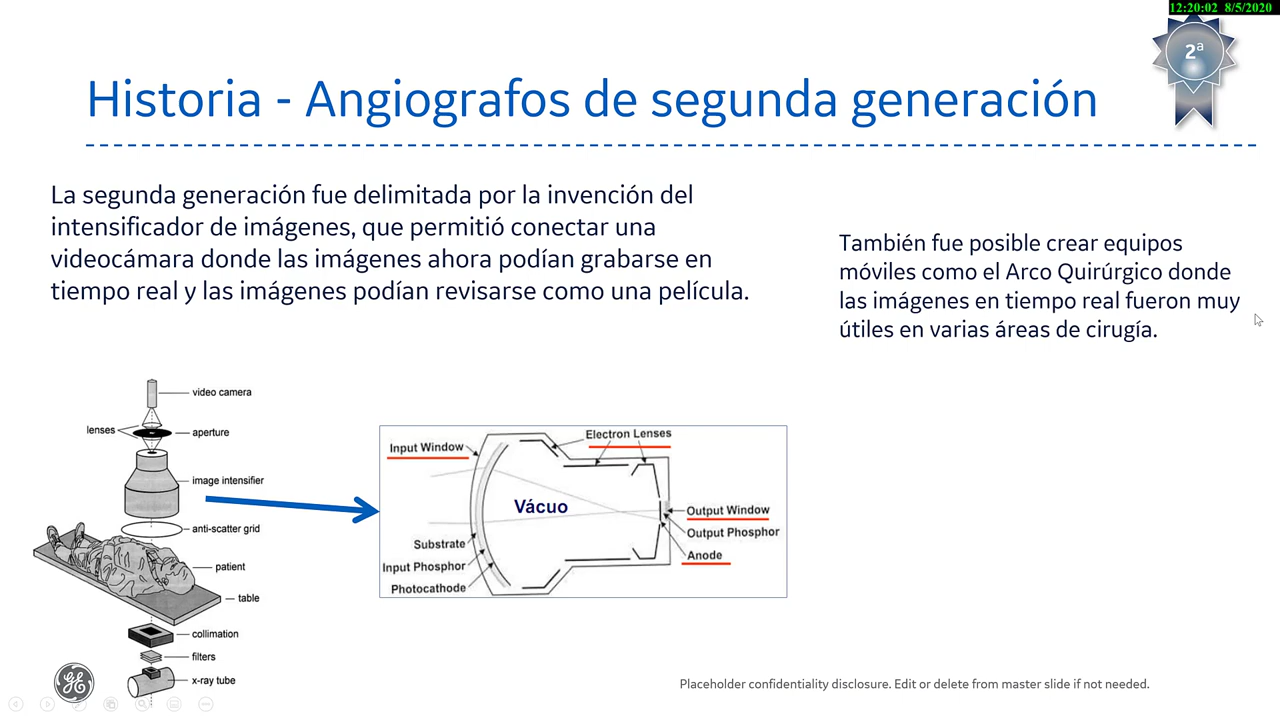 12:20:02 8/5/2020
2ª
Historia - Angiografos de segunda generación
La segunda generación fue delimitada por la invención del
intensificador de imágenes, que permitió conectar una
videocámara donde las imágenes ahora podían grabarse en
tiempo real y las imágenes podían revisarse como una película.
También fue posible crear equipos
móviles como el Arco Quirúrgico donde
las imágenes en tiempo real fueron muy
útiles en varias áreas de cirugía.
video camera
lenses
aperture
image intensifier
anti-scatter grid
patient
table
collimation
filters
x-ray tube
Input Window
Electron Lenses
Vácuo
Output Window
Output Phosphor
Anode
Substrate
Input Phosphor
Photocathode
GE
Placeholder confidentiality disclosure. Edit or delete from master slide if not needed.